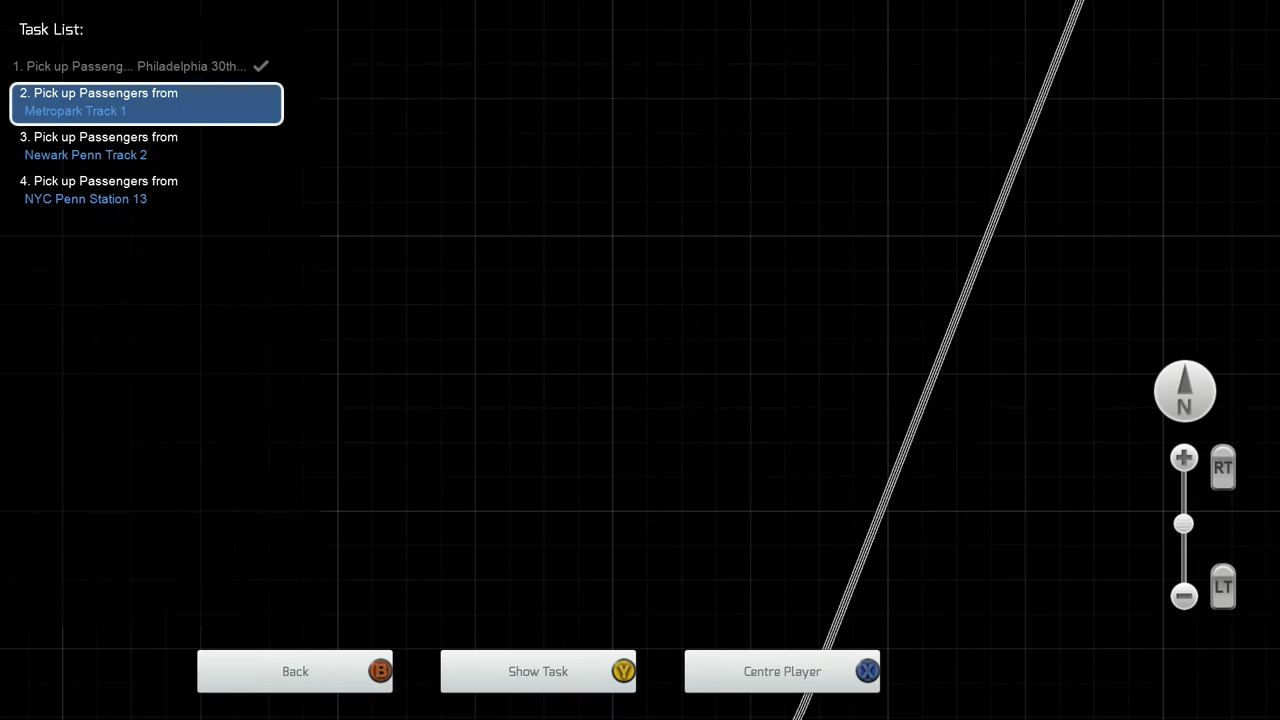 Task List:
1. Pick up Passeng... Philadelphia 30th...
2. Pick up Passengers from
Metropark Track 1
3. Pick up Passengers from
Newark Penn Track 2
4. Pick up Passengers from
NYC Penn Station 13
N
RT
LT
Back B
Show Task Y
Centre Player X